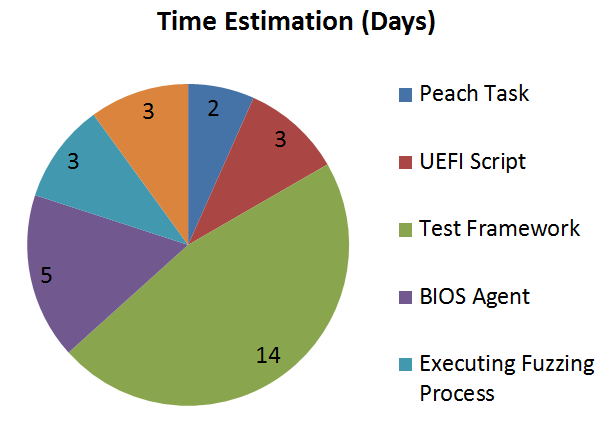 Time Estimation (Days)
2
3
14
5
3
3
Peach Task
UEFI Script
Test Framework
BIOS Agent
Executing Fuzzing
Process